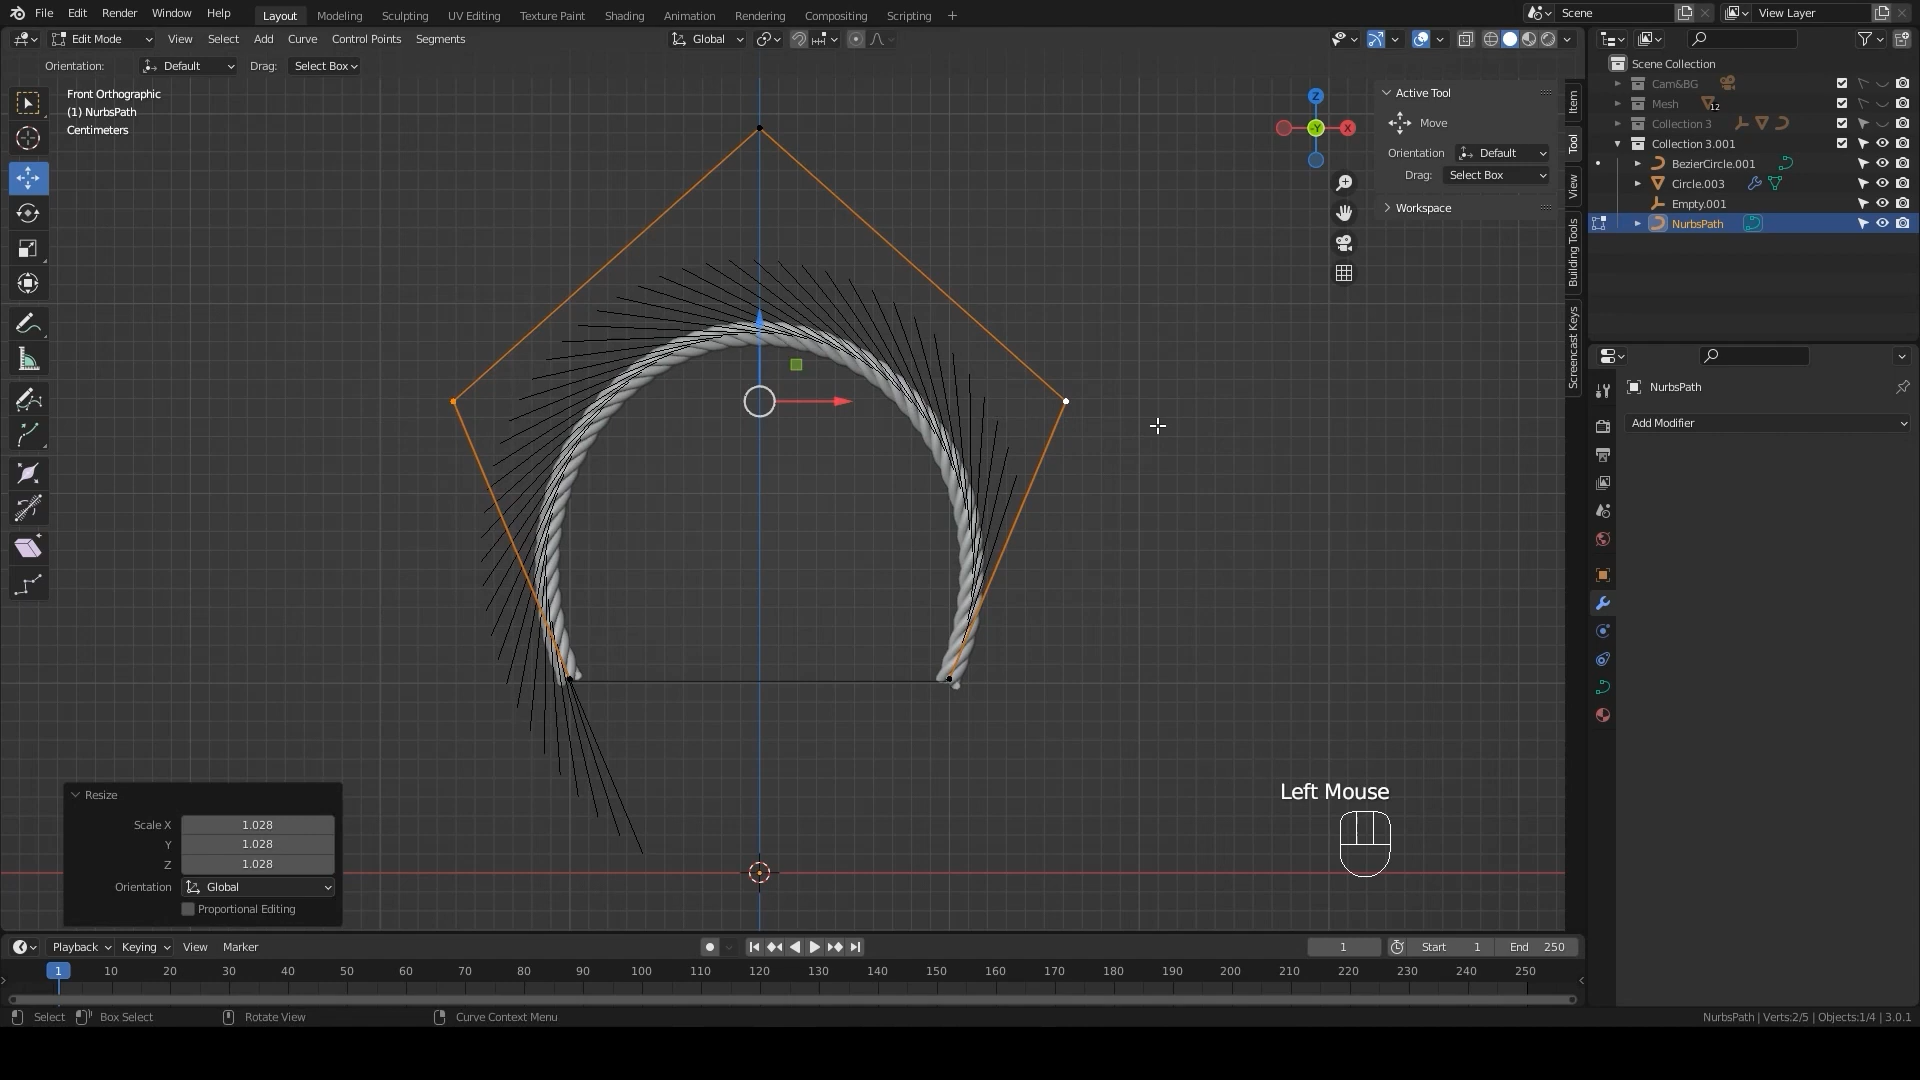 File Edit Render Window Help Layout Modeling Sculpting UV Editing Texture Paint Shading Animation Rendering Compositing Scripting + Scene View Layer
Edit Mode View Select Add Curve Control Points Segments Global
Orientation: Default Drag: Select Box
Front Orthographic
(1) NurbsPath
Centimeters
Z
X
-Y
Active Tool
Move
Orientation Default
Drag: Select Box
Workspace
Item
Tool
View
Building Tools
Screencast Keys
Scene Collection
Cam&BG
Mesh 12
Collection 3
Collection 3.001
BezierCircle.001
Circle.003
Empty.001
NurbsPath
NurbsPath
Add Modifier
Left Mouse
Resize
Scale X 1.028
Y 1.028
Z 1.028
Orientation Global
Proportional Editing
Playback Keying View Marker 1 Start 1 End 250
1 10 20 30 40 50 60 70 80 90 100 110 120 130 140 150 160 170 180 190 200 210 220 230 240 250
Select Box Select Rotate View Curve Context Menu NurbsPath | Verts:2/5 | Objects:1/4 | 3.0.1